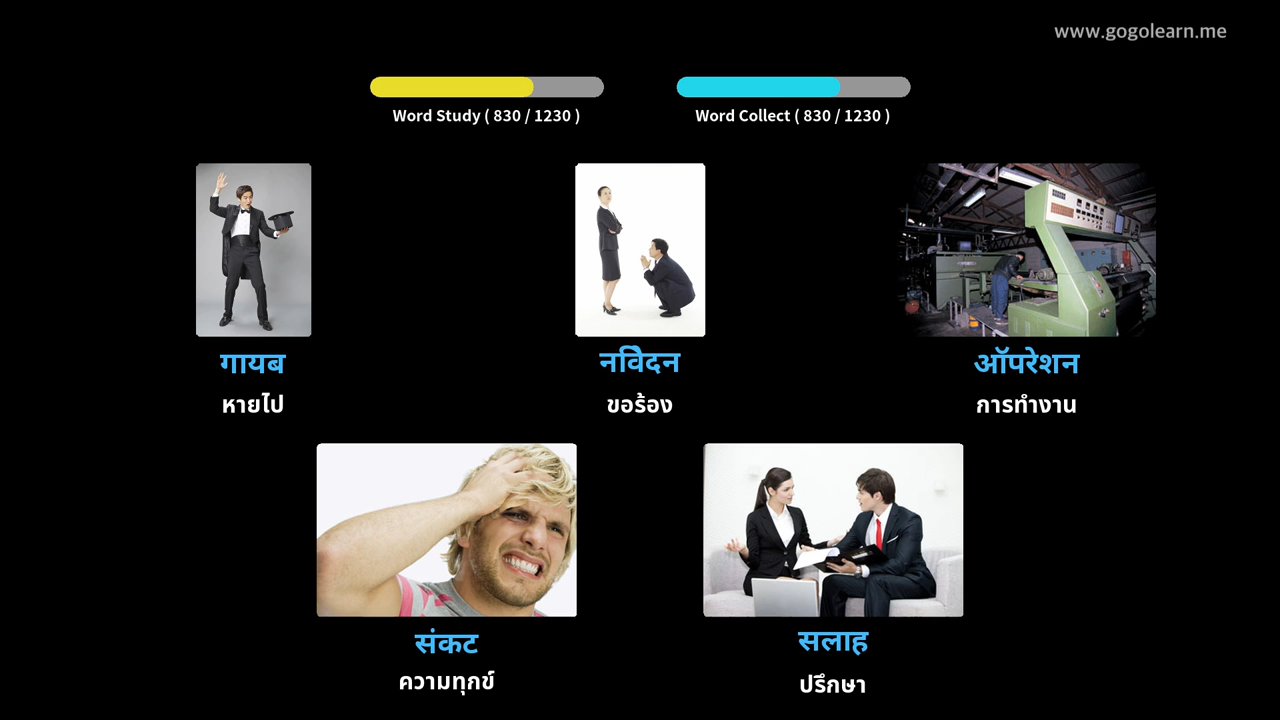 www.gogolearn.me
Word Study ( 830 / 1230 )
Word Collect ( 830 / 1230 )
गायब
หายไป
निवेदन
ขอร้อง
ऑपरेशन
การทำงาน
संकट
ความทุกข์
सलाह
ปรึกษา